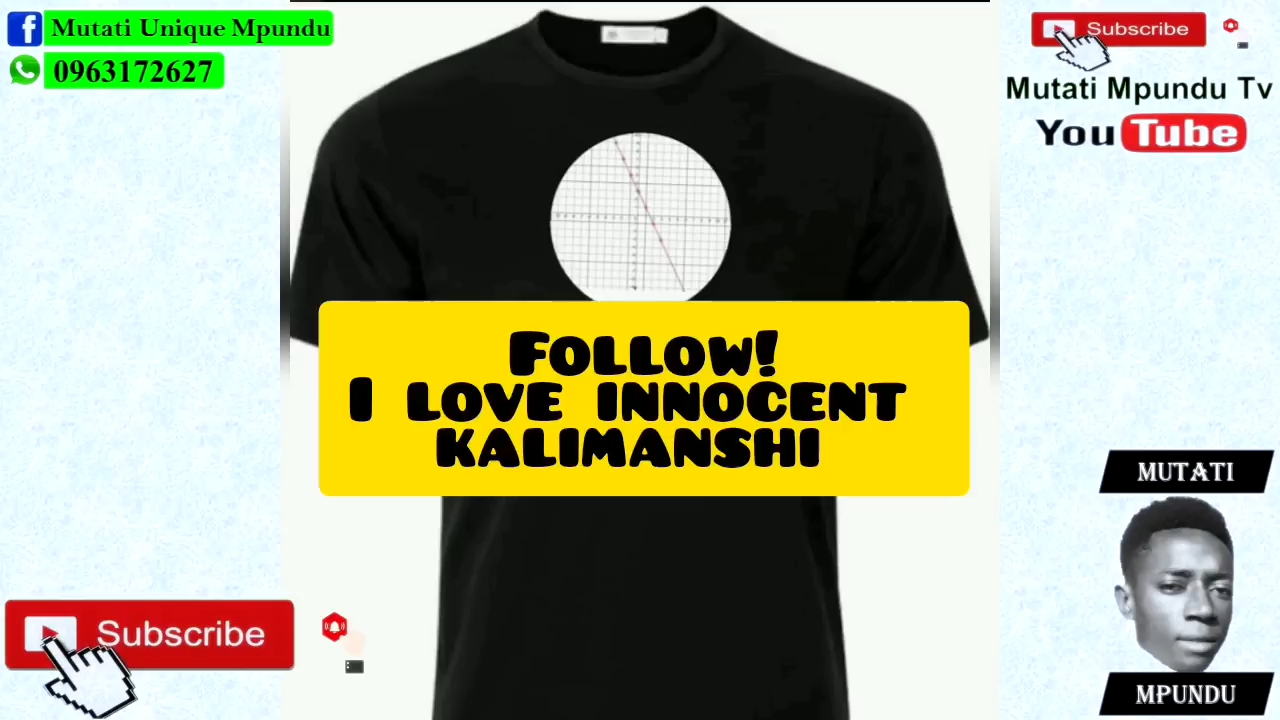 Mutati Unique Mpundu
0963172627
Subscribe
Mutati Mpundu Tv
YouTube
FOLLOW!
I LOVE INNOCENT
KALIMANSHI
MUTATI
MPUNDU
Subscribe